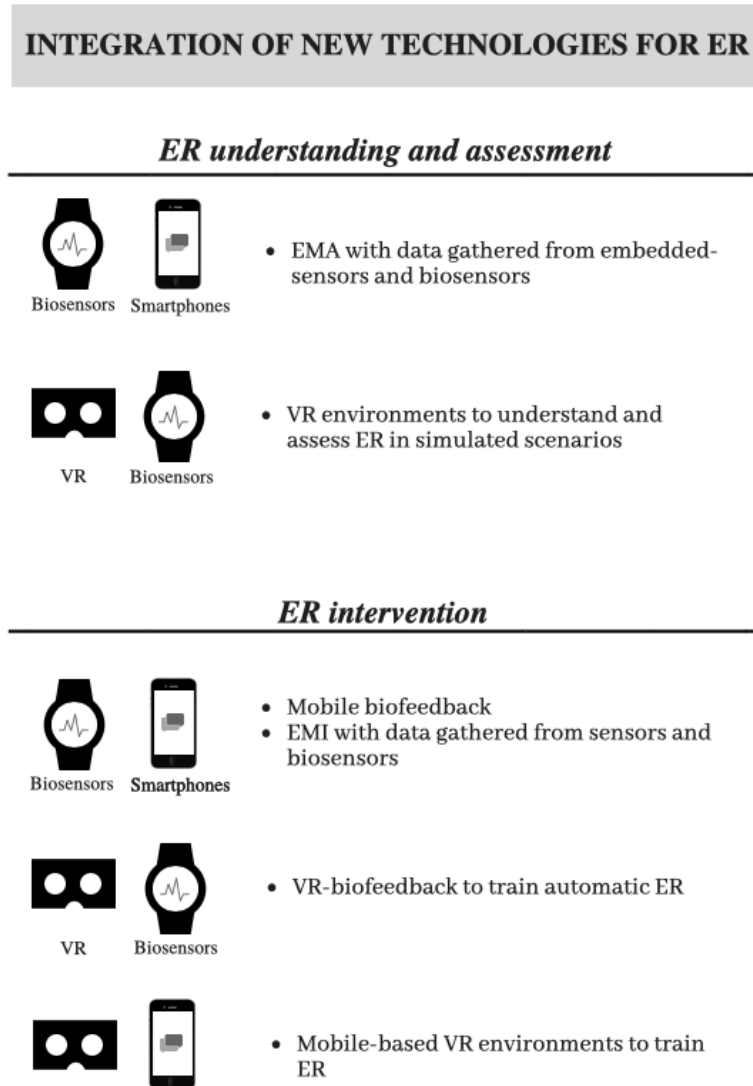 INTEGRATION OF NEW TECHNOLOGIES FOR ER
ER understanding and assessment
Biosensors Smartphones
• EMA with data gathered from embedded-
sensors and biosensors
VR Biosensors
• VR environments to understand and
assess ER in simulated scenarios
ER intervention
Biosensors Smartphones
• Mobile biofeedback
• EMI with data gathered from sensors and
biosensors
VR Biosensors
• VR-biofeedback to train automatic ER
• Mobile-based VR environments to train
ER